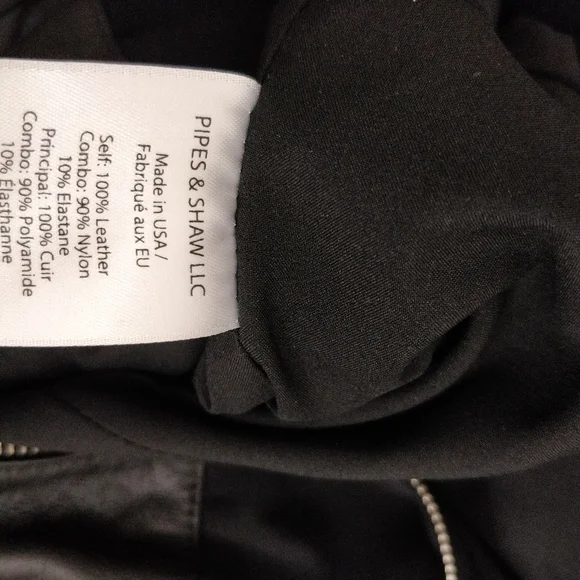 PIPES & SHAW LLC
Made in USA /
Fabriqué aux EU
Self: 100% Leather
Combo: 90% Nylon
10% Elastane
Principal: 100% Cuir
Combo: 90% Polyamide
10% Élasthanne